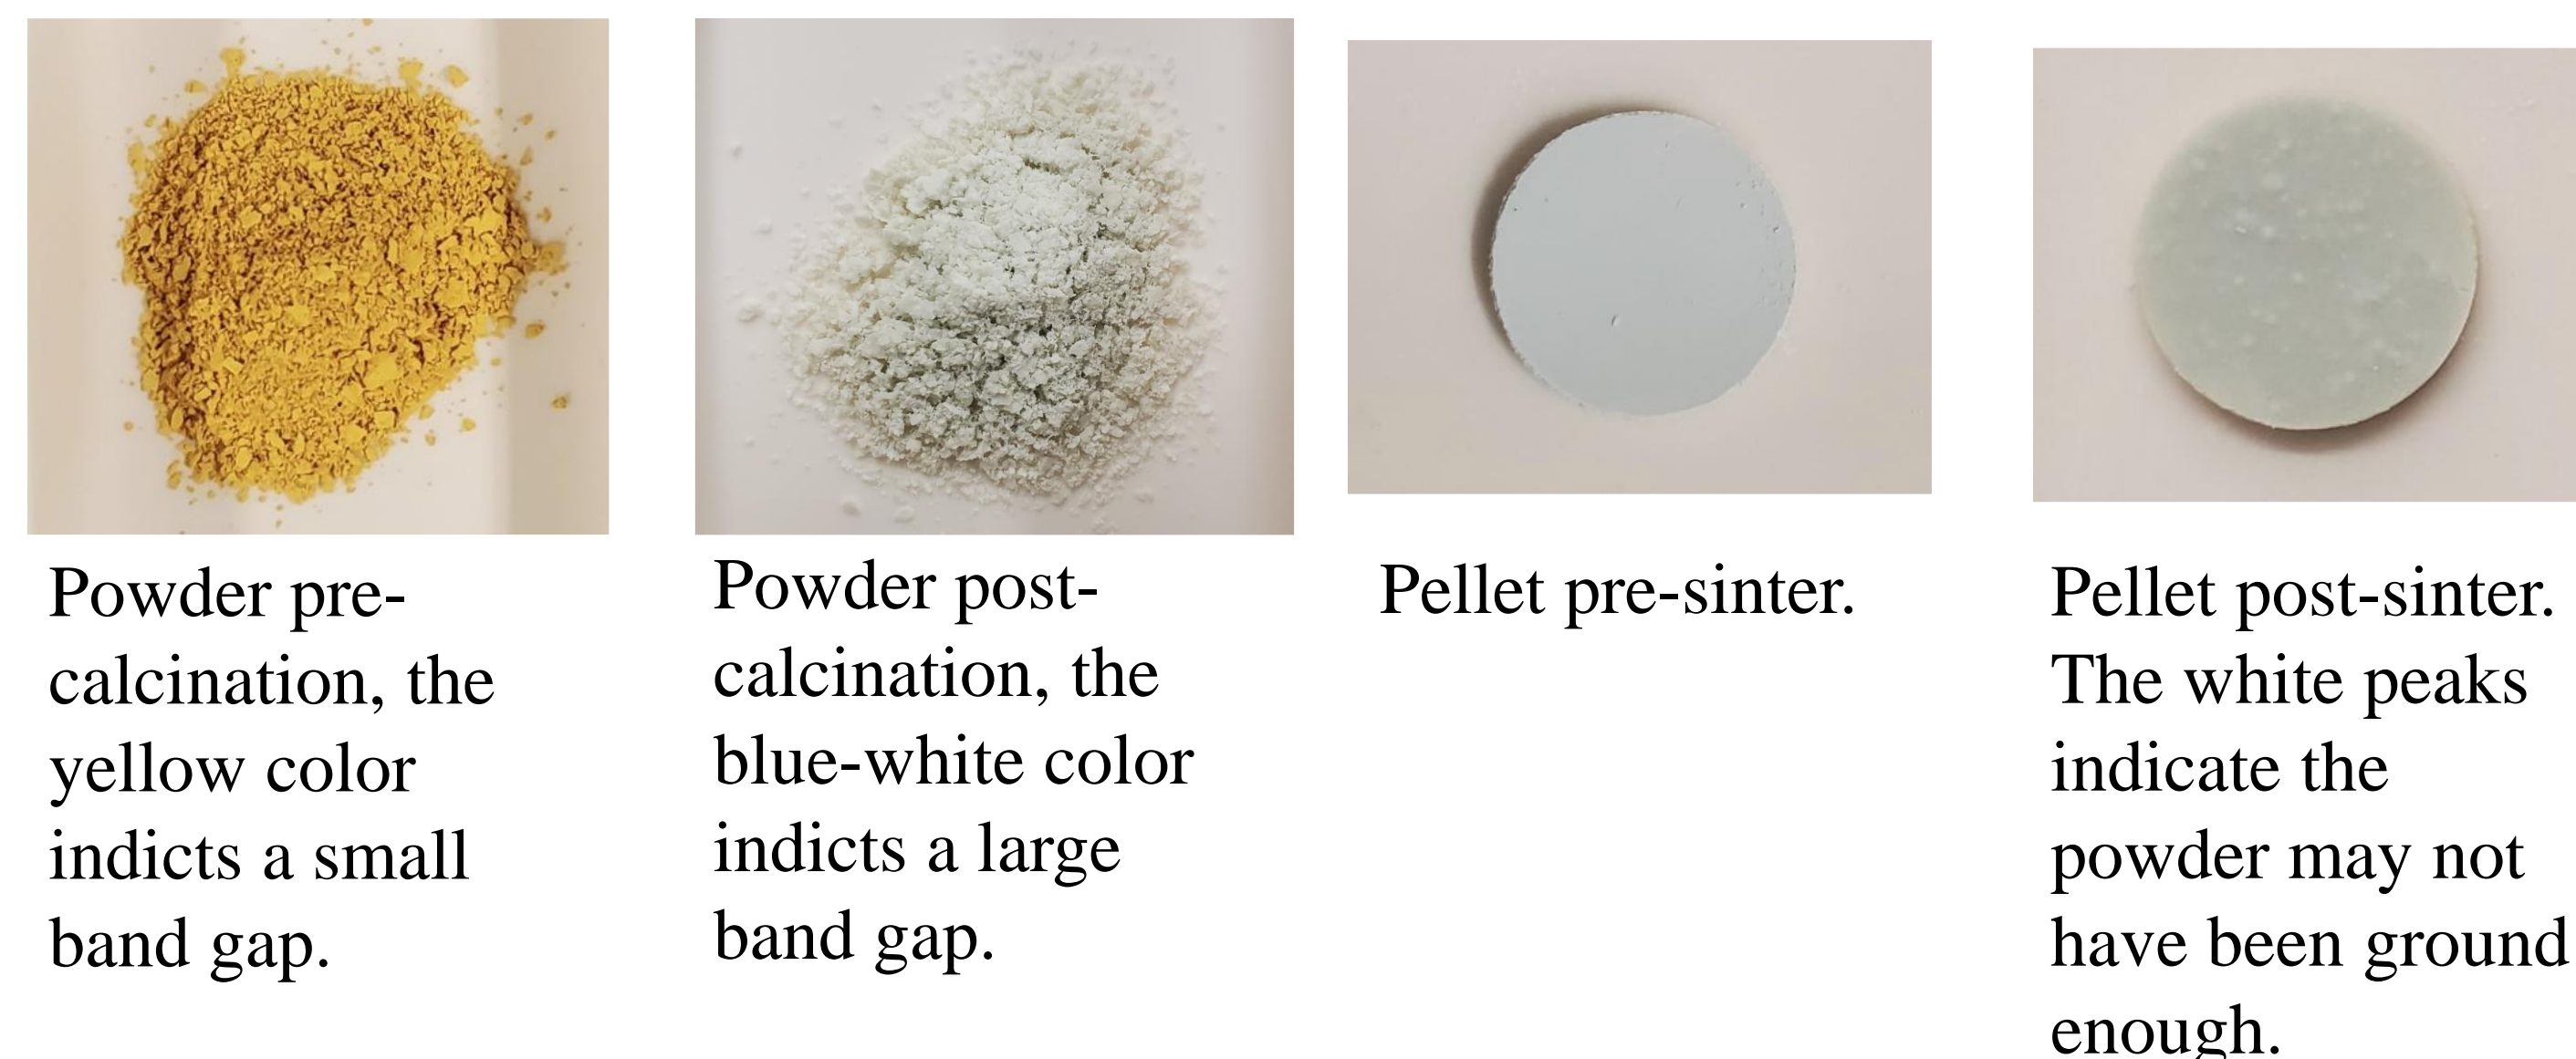 Powder pre-
calcination, the
yellow color
indicts a small
band gap.
Powder post-
calcination, the
blue-white color
indicts a large
band gap.
Pellet pre-sinter.
Pellet post-sinter.
The white peaks
indicate the
powder may not
have been ground
enough.